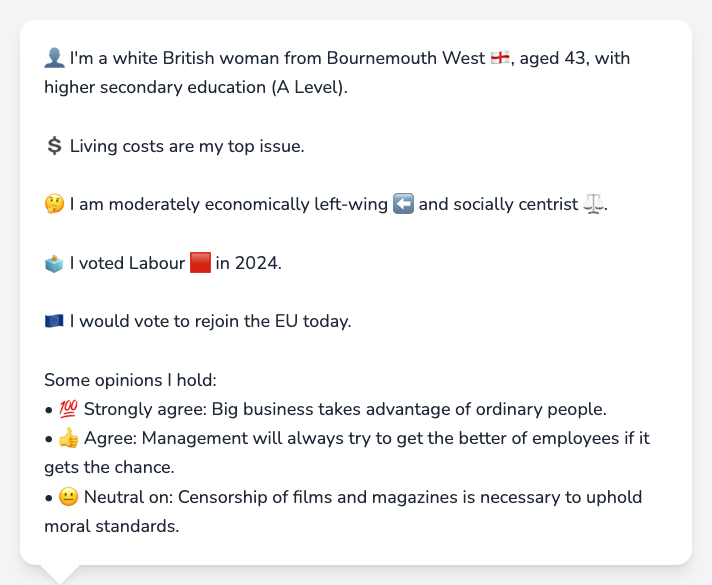 👤 I'm a white British woman from Bournemouth West 🏴󠁧󠁢󠁥󠁮󠁧󠁿, aged 43, with
higher secondary education (A Level).
💲 Living costs are my top issue.
🤔 I am moderately economically left-wing ⬅️ and socially centrist ⚖️.
🗳️ I voted Labour 🟥 in 2024.
🇪🇺 I would vote to rejoin the EU today.
Some opinions I hold:
• 💯 Strongly agree: Big business takes advantage of ordinary people.
• 👍 Agree: Management will always try to get the better of employees if it
gets the chance.
• 😐 Neutral on: Censorship of films and magazines is necessary to uphold
moral standards.